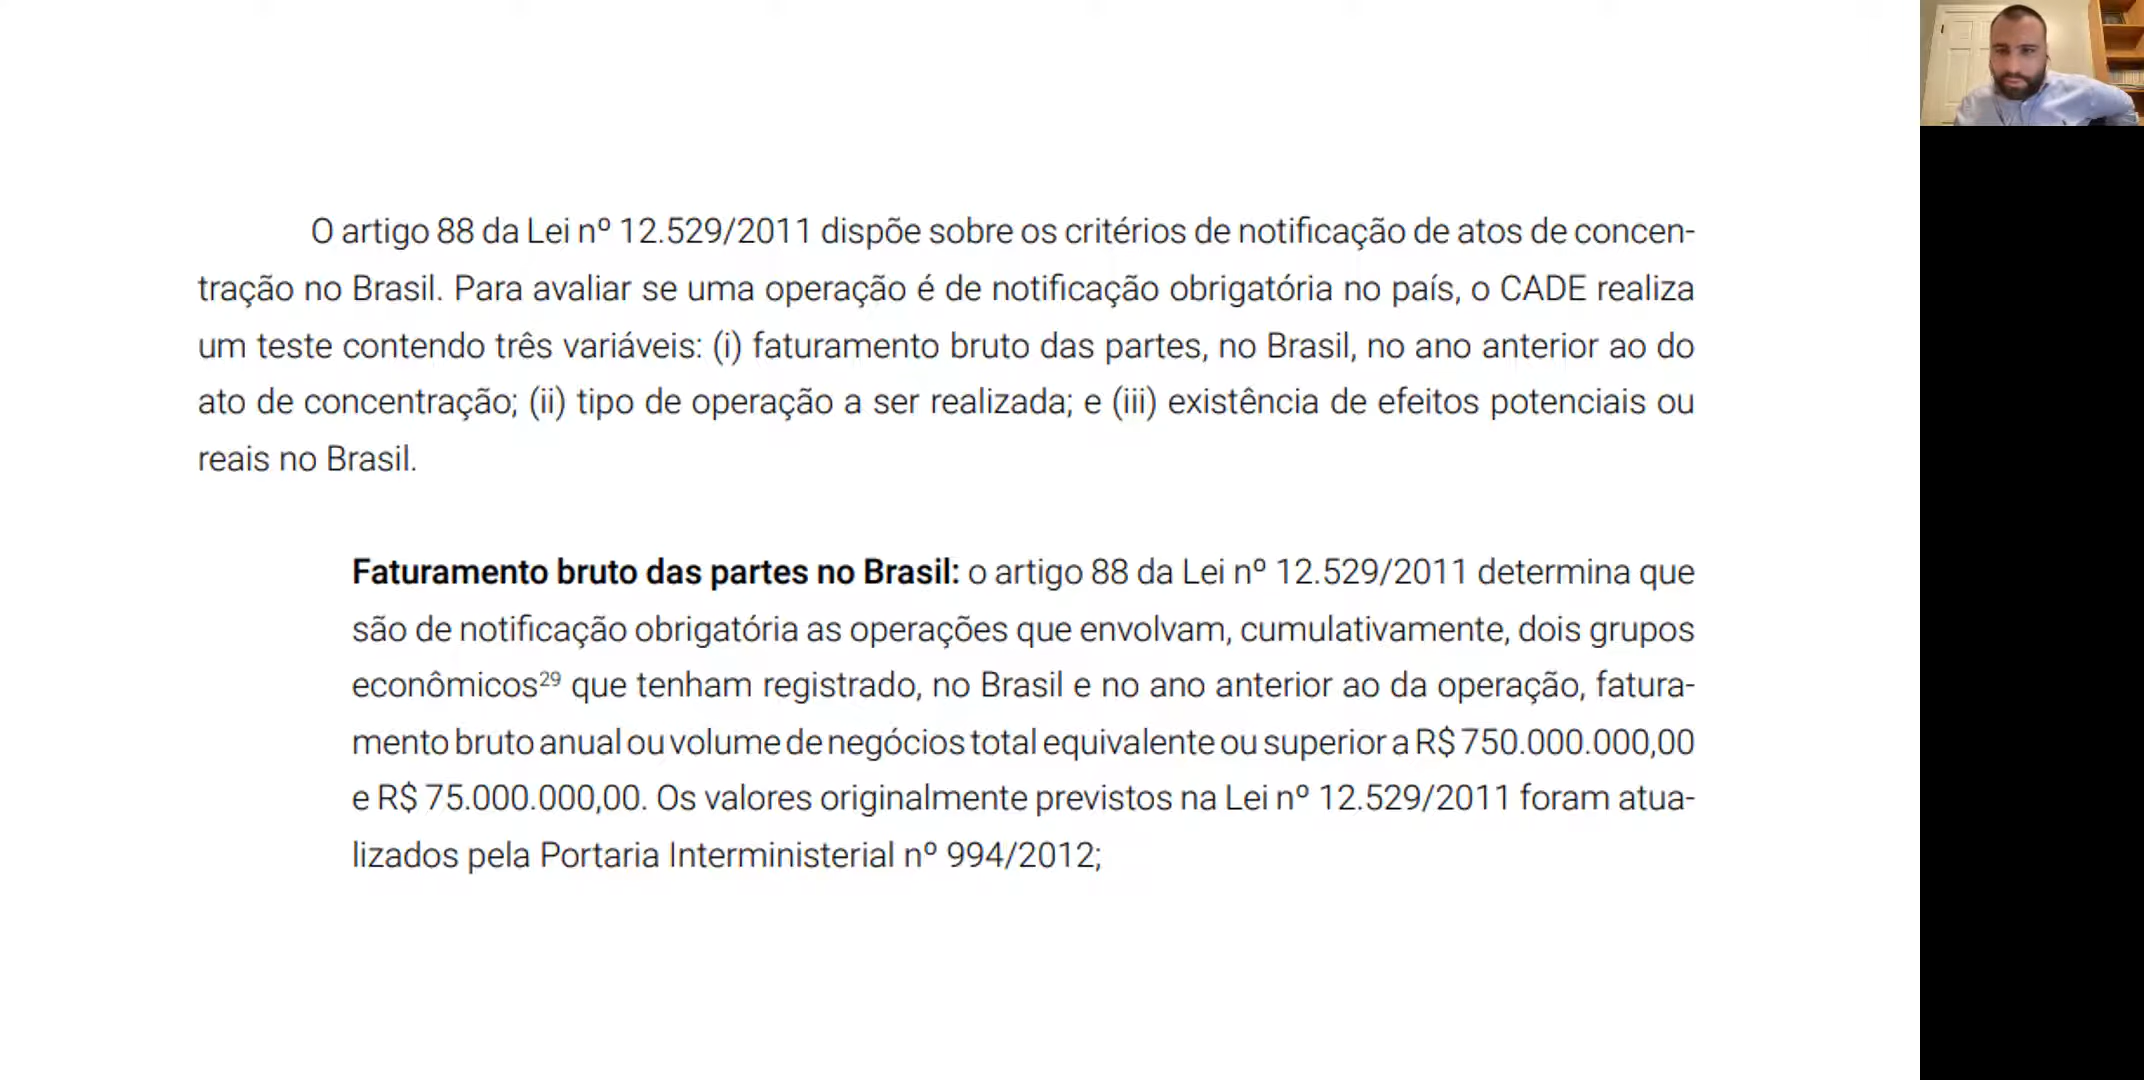 O artigo 88 da Lei nº 12.529/2011 dispõe sobre os critérios de notificação de atos de concen-
tração no Brasil. Para avaliar se uma operação é de notificação obrigatória no país, o CADE realiza
um teste contendo três variáveis: (i) faturamento bruto das partes, no Brasil, no ano anterior ao do
ato de concentração; (ii) tipo de operação a ser realizada; e (iii) existência de efeitos potenciais ou
reais no Brasil.
Faturamento bruto das partes no Brasil: o artigo 88 da Lei nº 12.529/2011 determina que
são de notificação obrigatória as operações que envolvam, cumulativamente, dois grupos
econômicos²⁹ que tenham registrado, no Brasil e no ano anterior ao da operação, fatura-
mento bruto anual ou volume de negócios total equivalente ou superior a R$ 750.000.000,00
e R$ 75.000.000,00. Os valores originalmente previstos na Lei nº 12.529/2011 foram atua-
lizados pela Portaria Interministerial nº 994/2012;